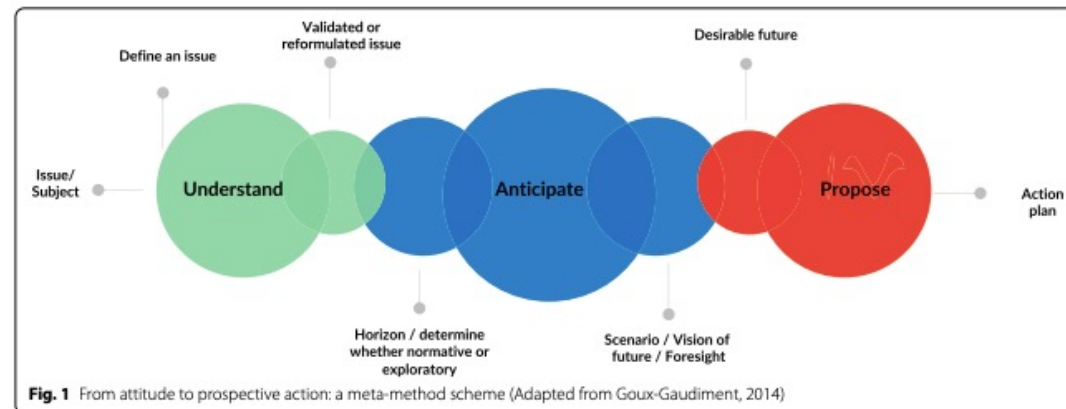 Define an issue
Validated or
reformulated issue
Desirable future
Issue/
Subject
Understand
Anticipate
Propose
Action
plan
Horizon / determine
whether normative or
exploratory
Scenario / Vision of
future / Foresight
Fig. 1 From attitude to prospective action: a meta-method scheme (Adapted from Goux-Gaudiment, 2014)